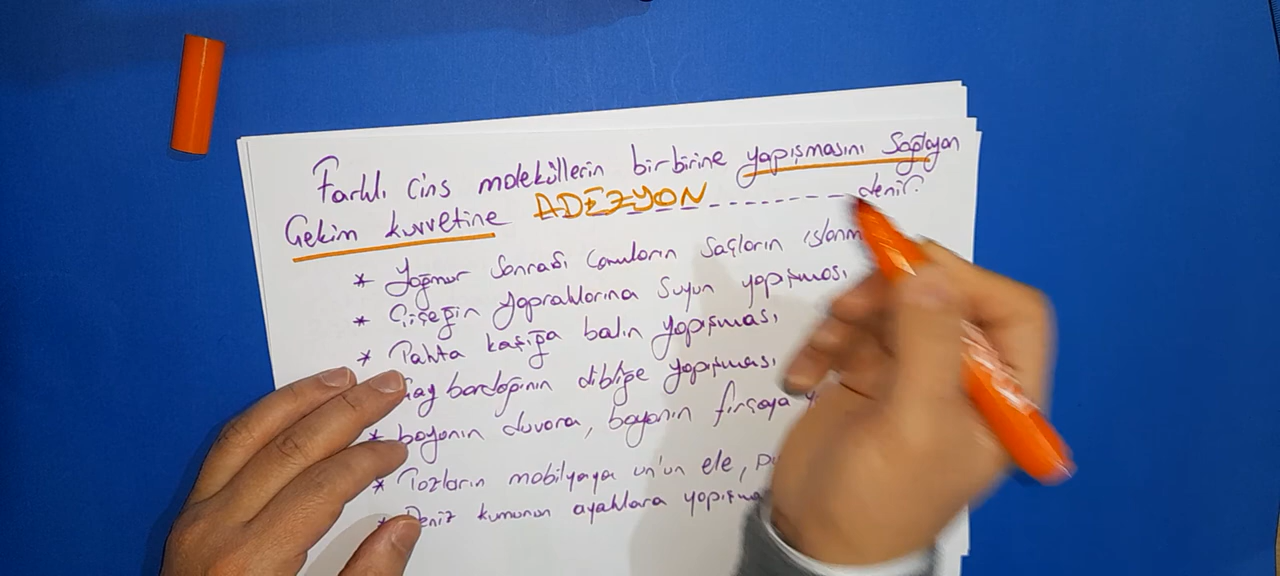 Farklı cins moleküllerin birbirine yapışmasını sağlayan
Çekim kuvvetine ADEZYON denir.
* Yağmur sonrası camların saçların ıslanm
* Çiçeğin yapraklarına suyun yapışması
* Tahta kaşığa balın yapışması
Çay bardağının dibliğe yapışması
* boyanın duvara, boyanın fırçaya y
* Tozların mobilyaya un'un ele,
* Deniz kumunun ayaklara yapışma